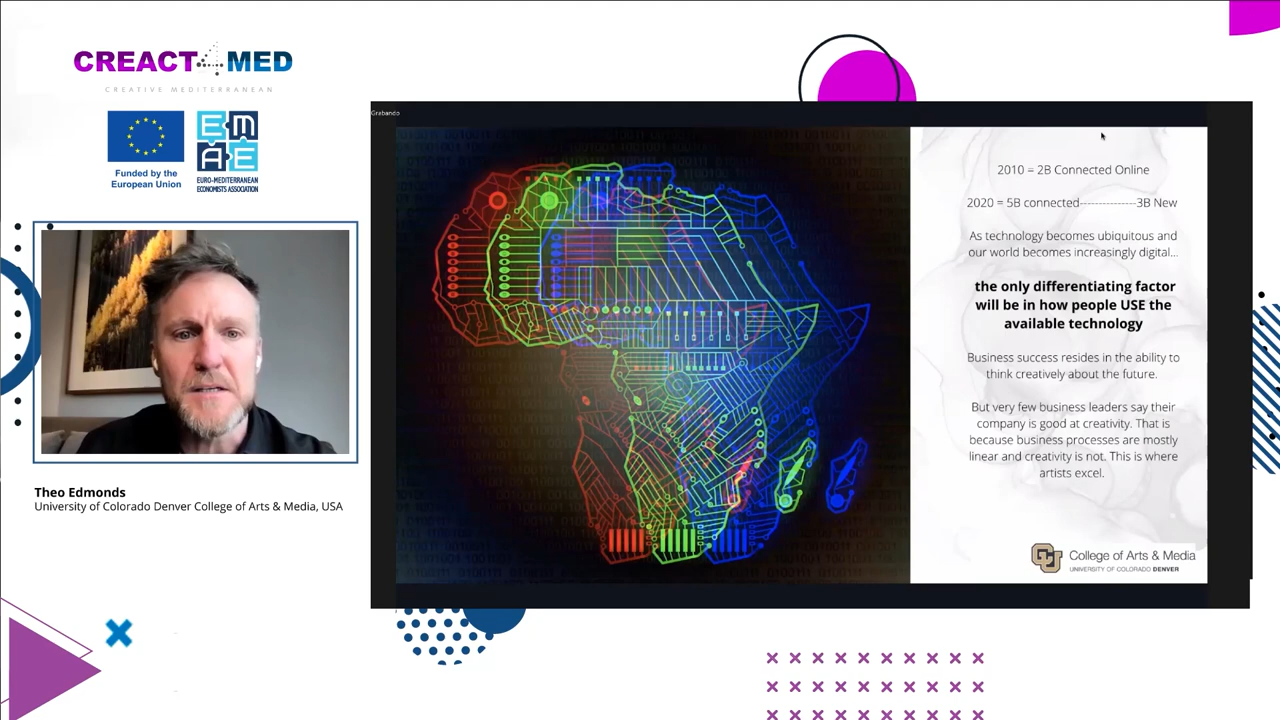 CREACT4MED
CREATIVE MEDITERRANEAN
Funded by the
European Union
EMAE
EURO-MEDITERRANEAN
ECONOMISTS ASSOCIATION
Theo Edmonds
University of Colorado Denver College of Arts & Media, USA
Grabando
2010 = 2B Connected Online
2020 = 5B connected--------------3B New
As technology becomes ubiquitous and
our world becomes increasingly digital...
the only differentiating factor
will be in how people USE the
available technology
Business success resides in the ability to
think creatively about the future.
But very few business leaders say their
company is good at creativity. That is
because business processes are mostly
linear and creativity is not. This is where
artists excel.
CU
College of Arts & Media
UNIVERSITY OF COLORADO DENVER